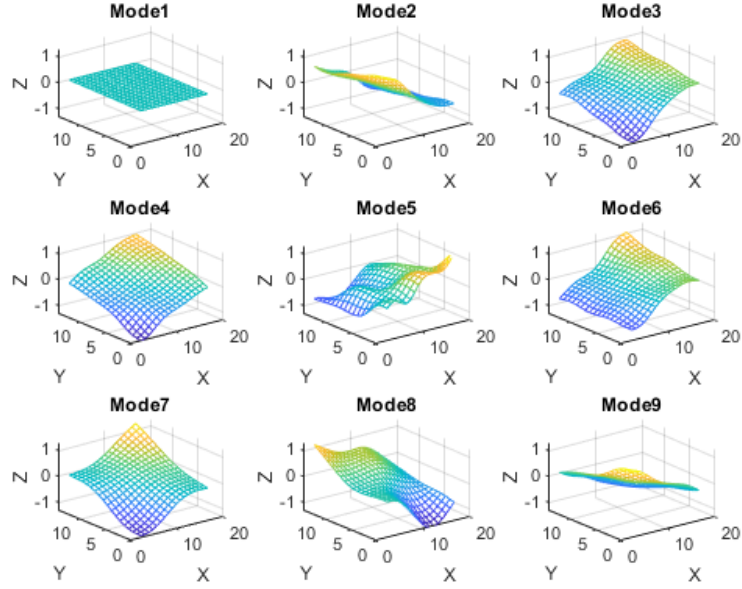 Mode1 Mode2 Mode3
1 1 1
Z 0 Z 0 Z 0
-1 -1 -1
10 20 10 20 10 20
5 10 5 10 5 10
0 0 0 0 0 0
Y X Y X Y X
Mode4 Mode5 Mode6
1 1 1
Z 0 Z 0 Z 0
-1 -1 -1
10 20 10 20 10 20
5 10 5 10 5 10
0 0 0 0 0 0
Y X Y X Y X
Mode7 Mode8 Mode9
1 1 1
Z 0 Z 0 Z 0
-1 -1 -1
10 20 10 20 10 20
5 10 5 10 5 10
0 0 0 0 0 0
Y X Y X Y X